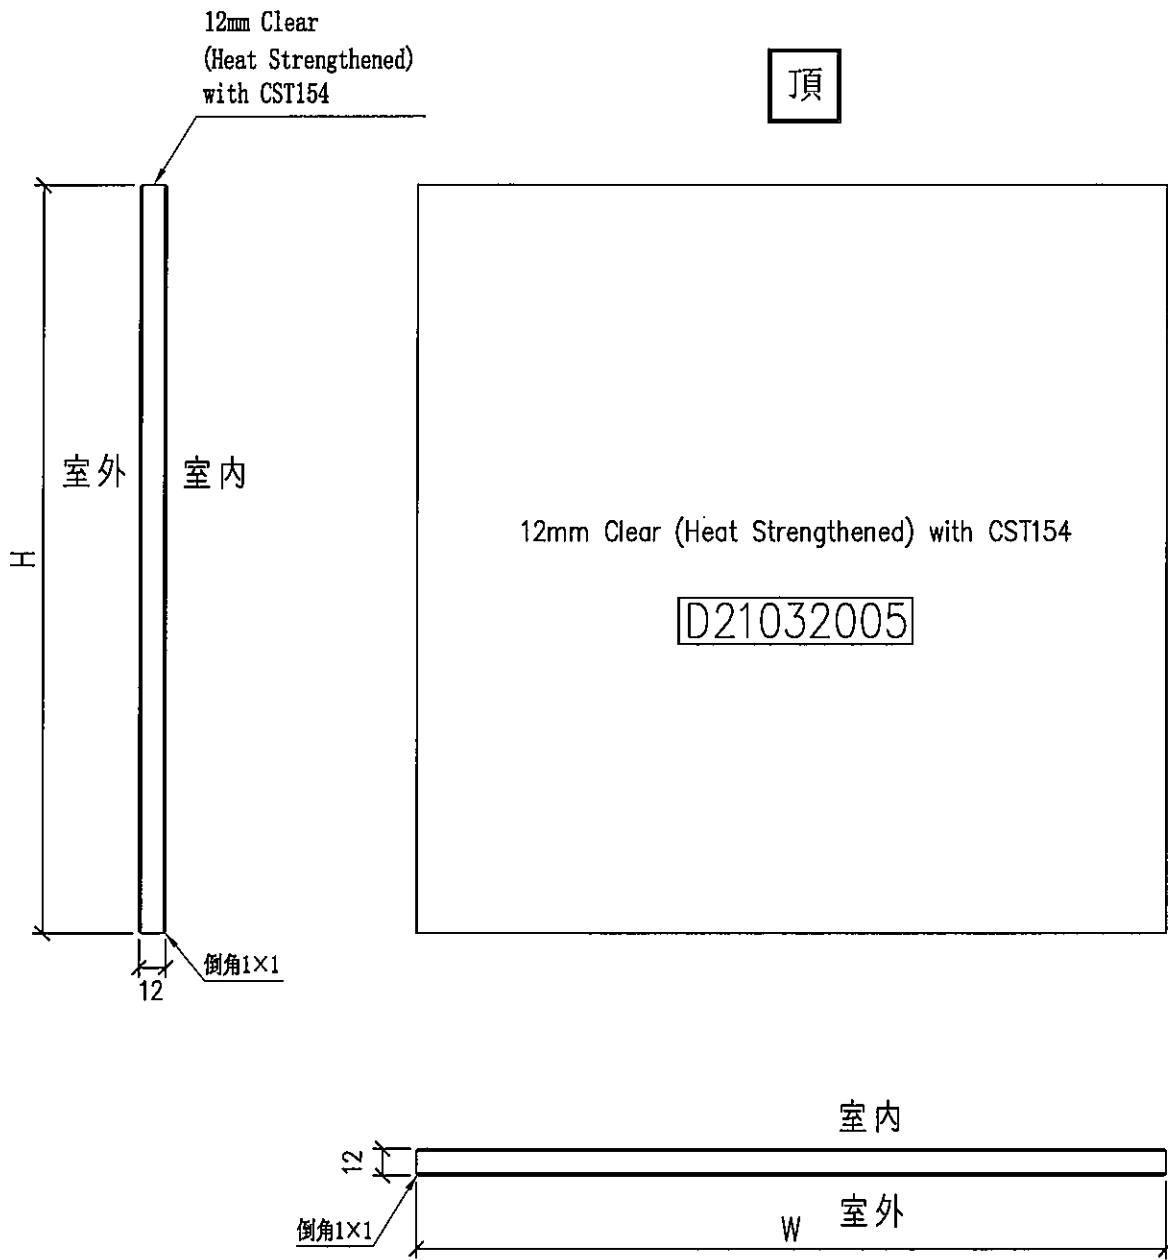 12mm Clear
(Heat Strengthened)
with CST154
頂
室外
室内
H
12mm Clear (Heat Strengthened) with CST154
D21032005
倒角1×1
12
室内
12
倒角1×1
室外
W